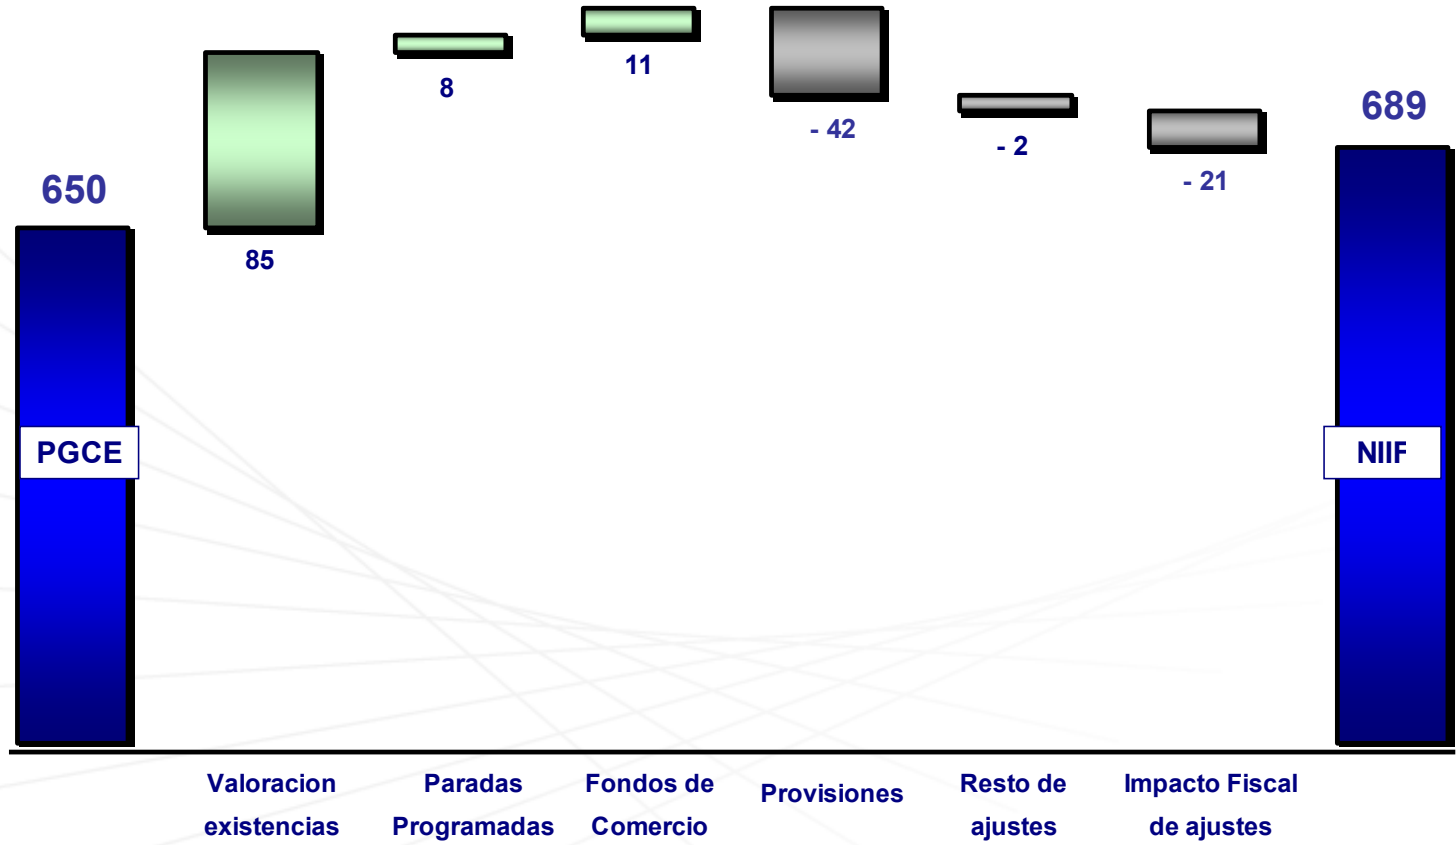 650
85
8
11
- 42
- 2
- 21
689
PGCE
NIIF
Valoracion
existencias
Paradas
Programadas
Fondos de
Comercio
Provisiones
Resto de
ajustes
Impacto Fiscal
de ajustes